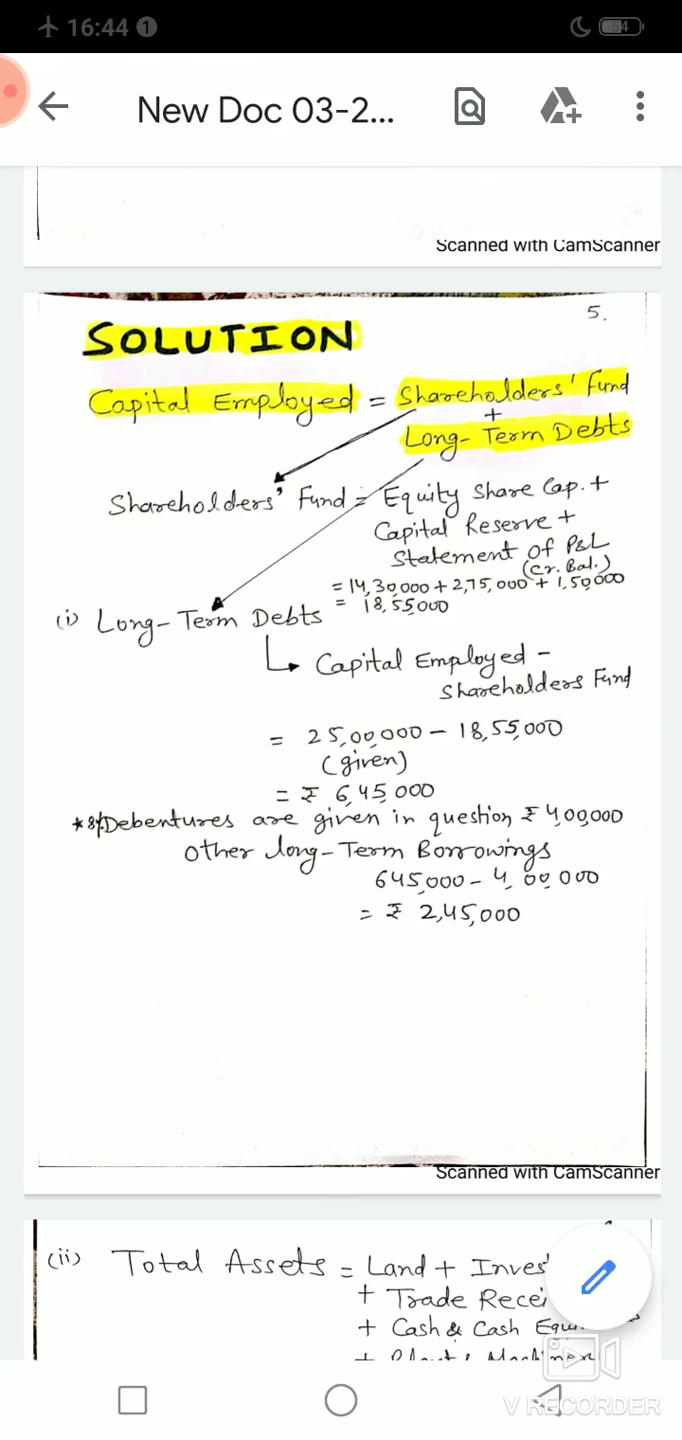 16:44 1
54
New Doc 03-2...
Scanned with CamScanner
5.
SOLUTION
Capital Employed = Shareholders' Fund
+
Long-Term Debts
Shareholders' Fund = Equity Share Cap. +
Capital Reserve +
Statement of P&L
(Cr. Bal.)
= 14,30,000 + 2,75,000 + 1,50,000
= 18,55,000
(i) Long-Term Debts
Capital Employed -
Shareholders Fund
= 25,00,000 - 18,55,000
(given)
= ₹ 6,45,000
*8% Debentures are given in question ₹ 4,00,000
Other long-Term Borrowings
645,000 - 4,00,000
= ₹ 2,45,000
Scanned with CamScanner
(ii) Total Assets = Land +
+ Trade
+ Cash & Cash
V RECORDER